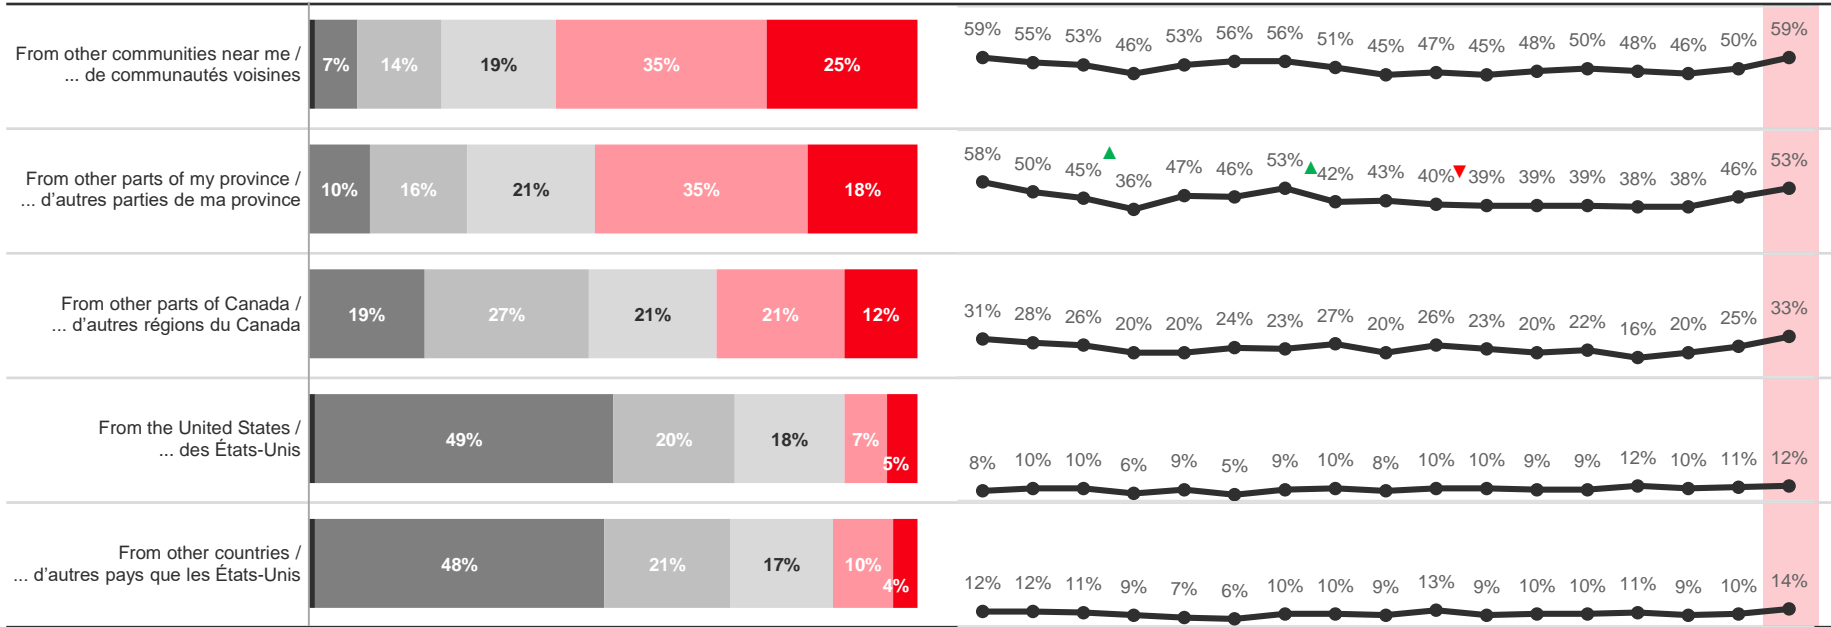 From other communities near me /
... de communautés voisines
7% 14% 19% 35% 25%
59% 55% 53% 46% 53% 56% 56% 51% 45% 47% 45% 48% 50% 48% 46% 50% 59%
From other parts of my province /
... d'autres parties de ma province
10% 16% 21% 35% 18%
58% 50% 45% 36% 47% 46% 53% 42% 43% 40% 39% 39% 39% 38% 38% 46% 53%
From other parts of Canada /
... d'autres régions du Canada
19% 27% 21% 21% 12%
31% 28% 26% 20% 20% 24% 23% 27% 20% 26% 23% 20% 22% 16% 20% 25% 33%
From the United States /
... des États-Unis
49% 20% 18% 7% 5%
8% 10% 10% 6% 9% 5% 9% 10% 8% 10% 10% 9% 9% 12% 10% 11% 12%
From other countries /
... d'autres pays que les États-Unis
48% 21% 17% 10% 4%
12% 12% 11% 9% 7% 6% 10% 10% 9% 13% 9% 10% 10% 11% 9% 10% 14%